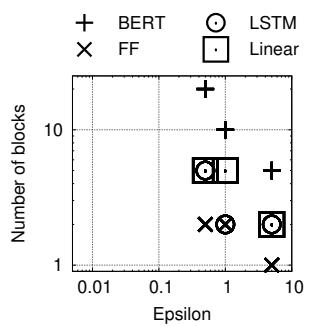 BERT LSTM
FF Linear
Number of blocks
10
1
0.01 0.1 1 10
Epsilon